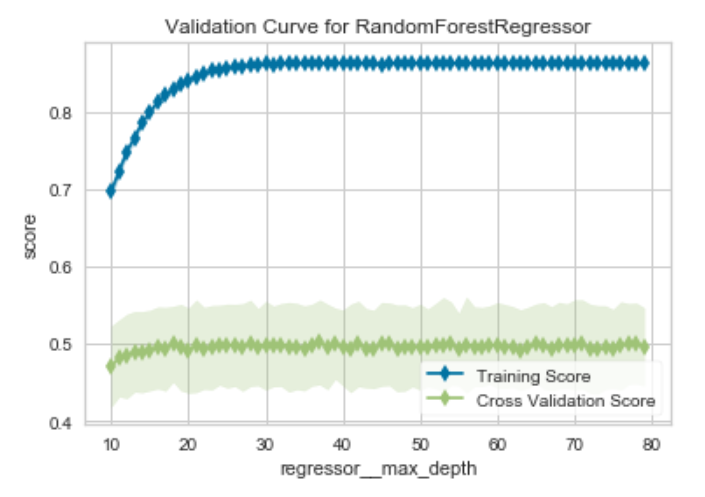 Validation Curve for RandomForestRegressor
score
0.8
0.7
0.6
0.5
0.4
Training Score
Cross Validation Score
10 20 30 40 50 60 70 80
regressor__max_depth